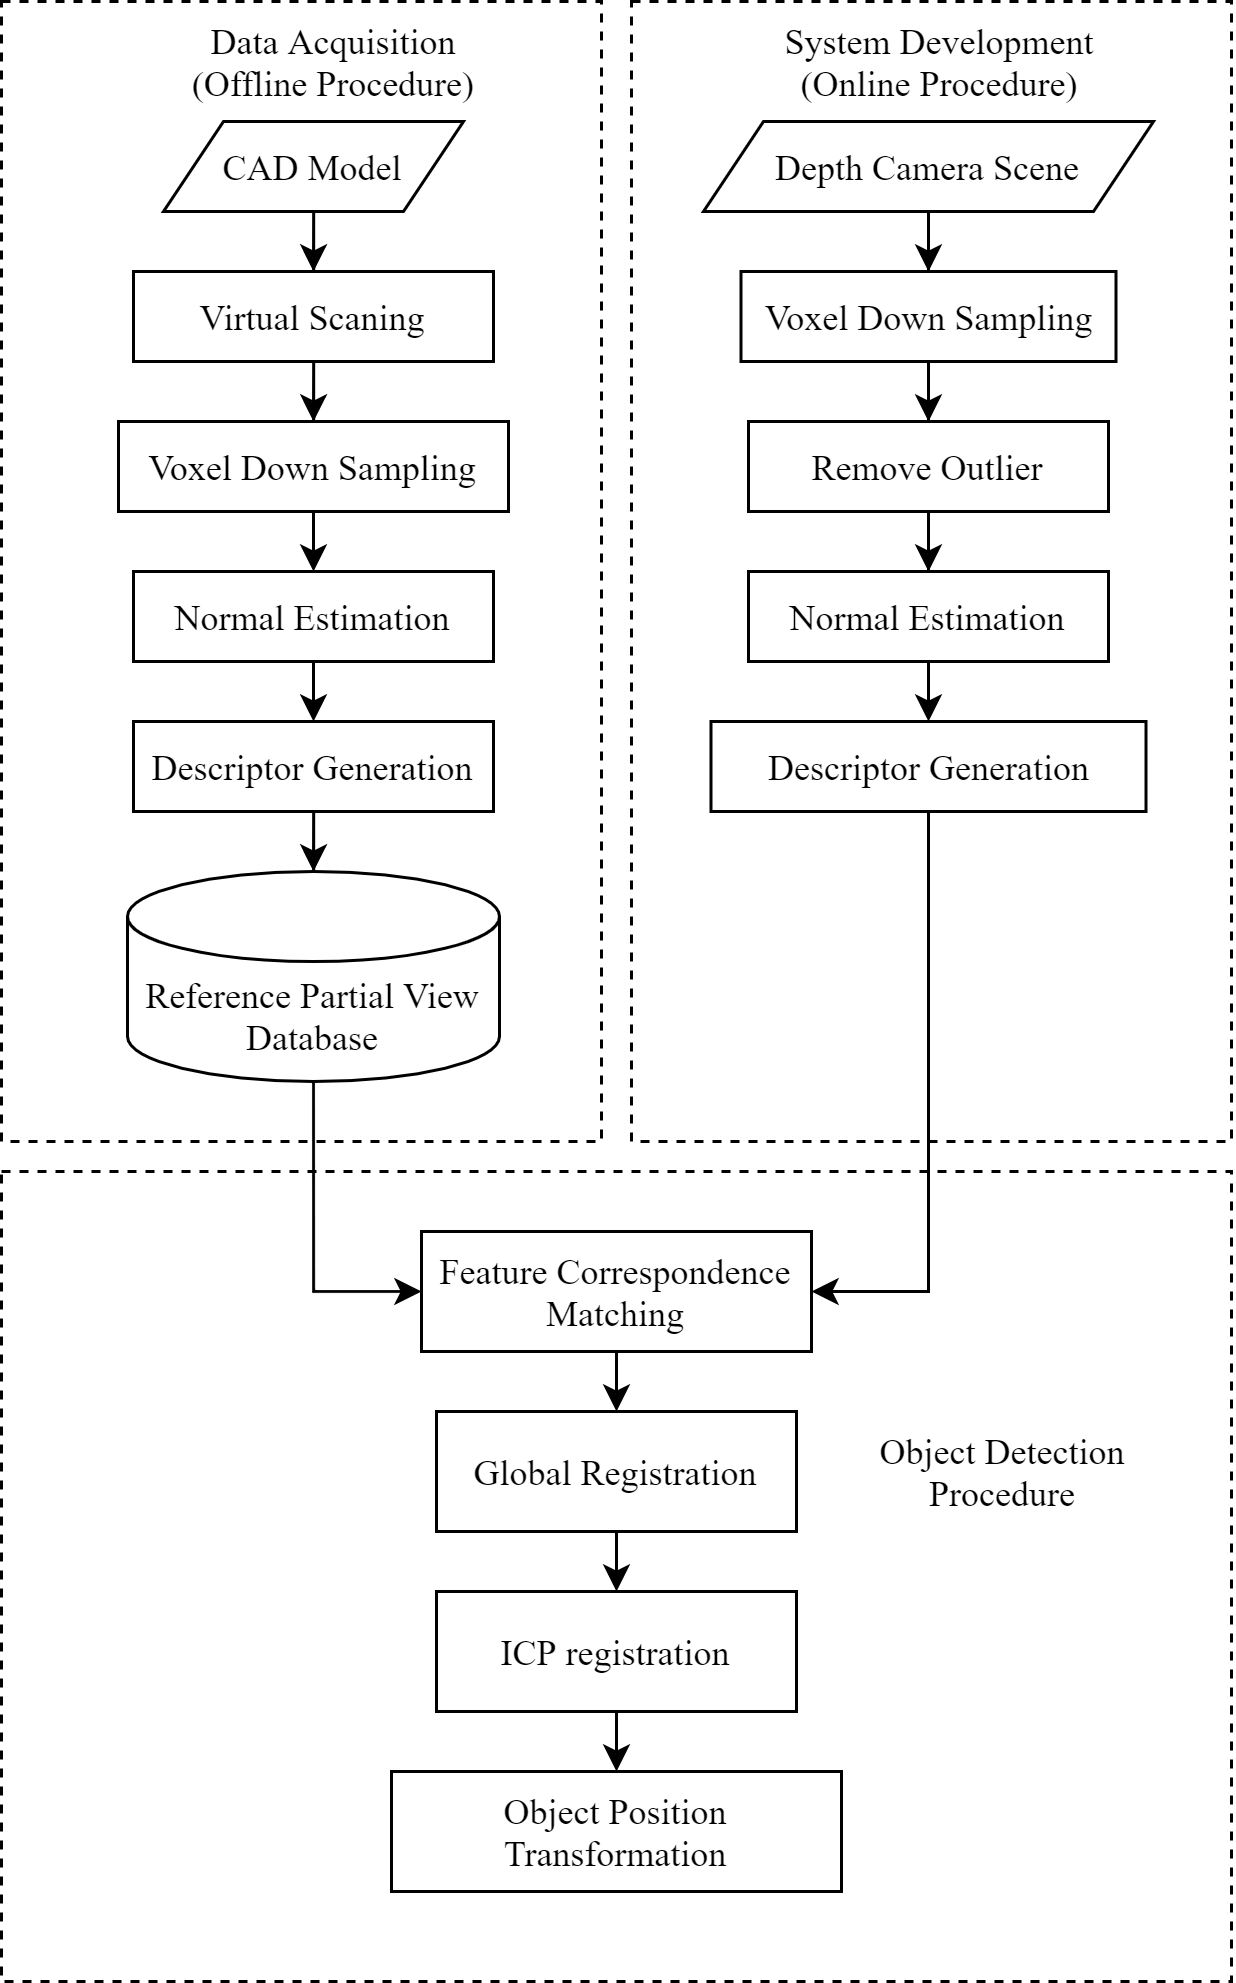 Data Acquisition
(Offline Procedure)
CAD Model
Virtual Scaning
Voxel Down Sampling
Normal Estimation
Descriptor Generation
Reference Partial View
Database
System Development
(Online Procedure)
Depth Camera Scene
Voxel Down Sampling
Remove Outlier
Normal Estimation
Descriptor Generation
Feature Correspondence
Matching
Global Registration
Object Detection
Procedure
ICP registration
Object Position
Transformation